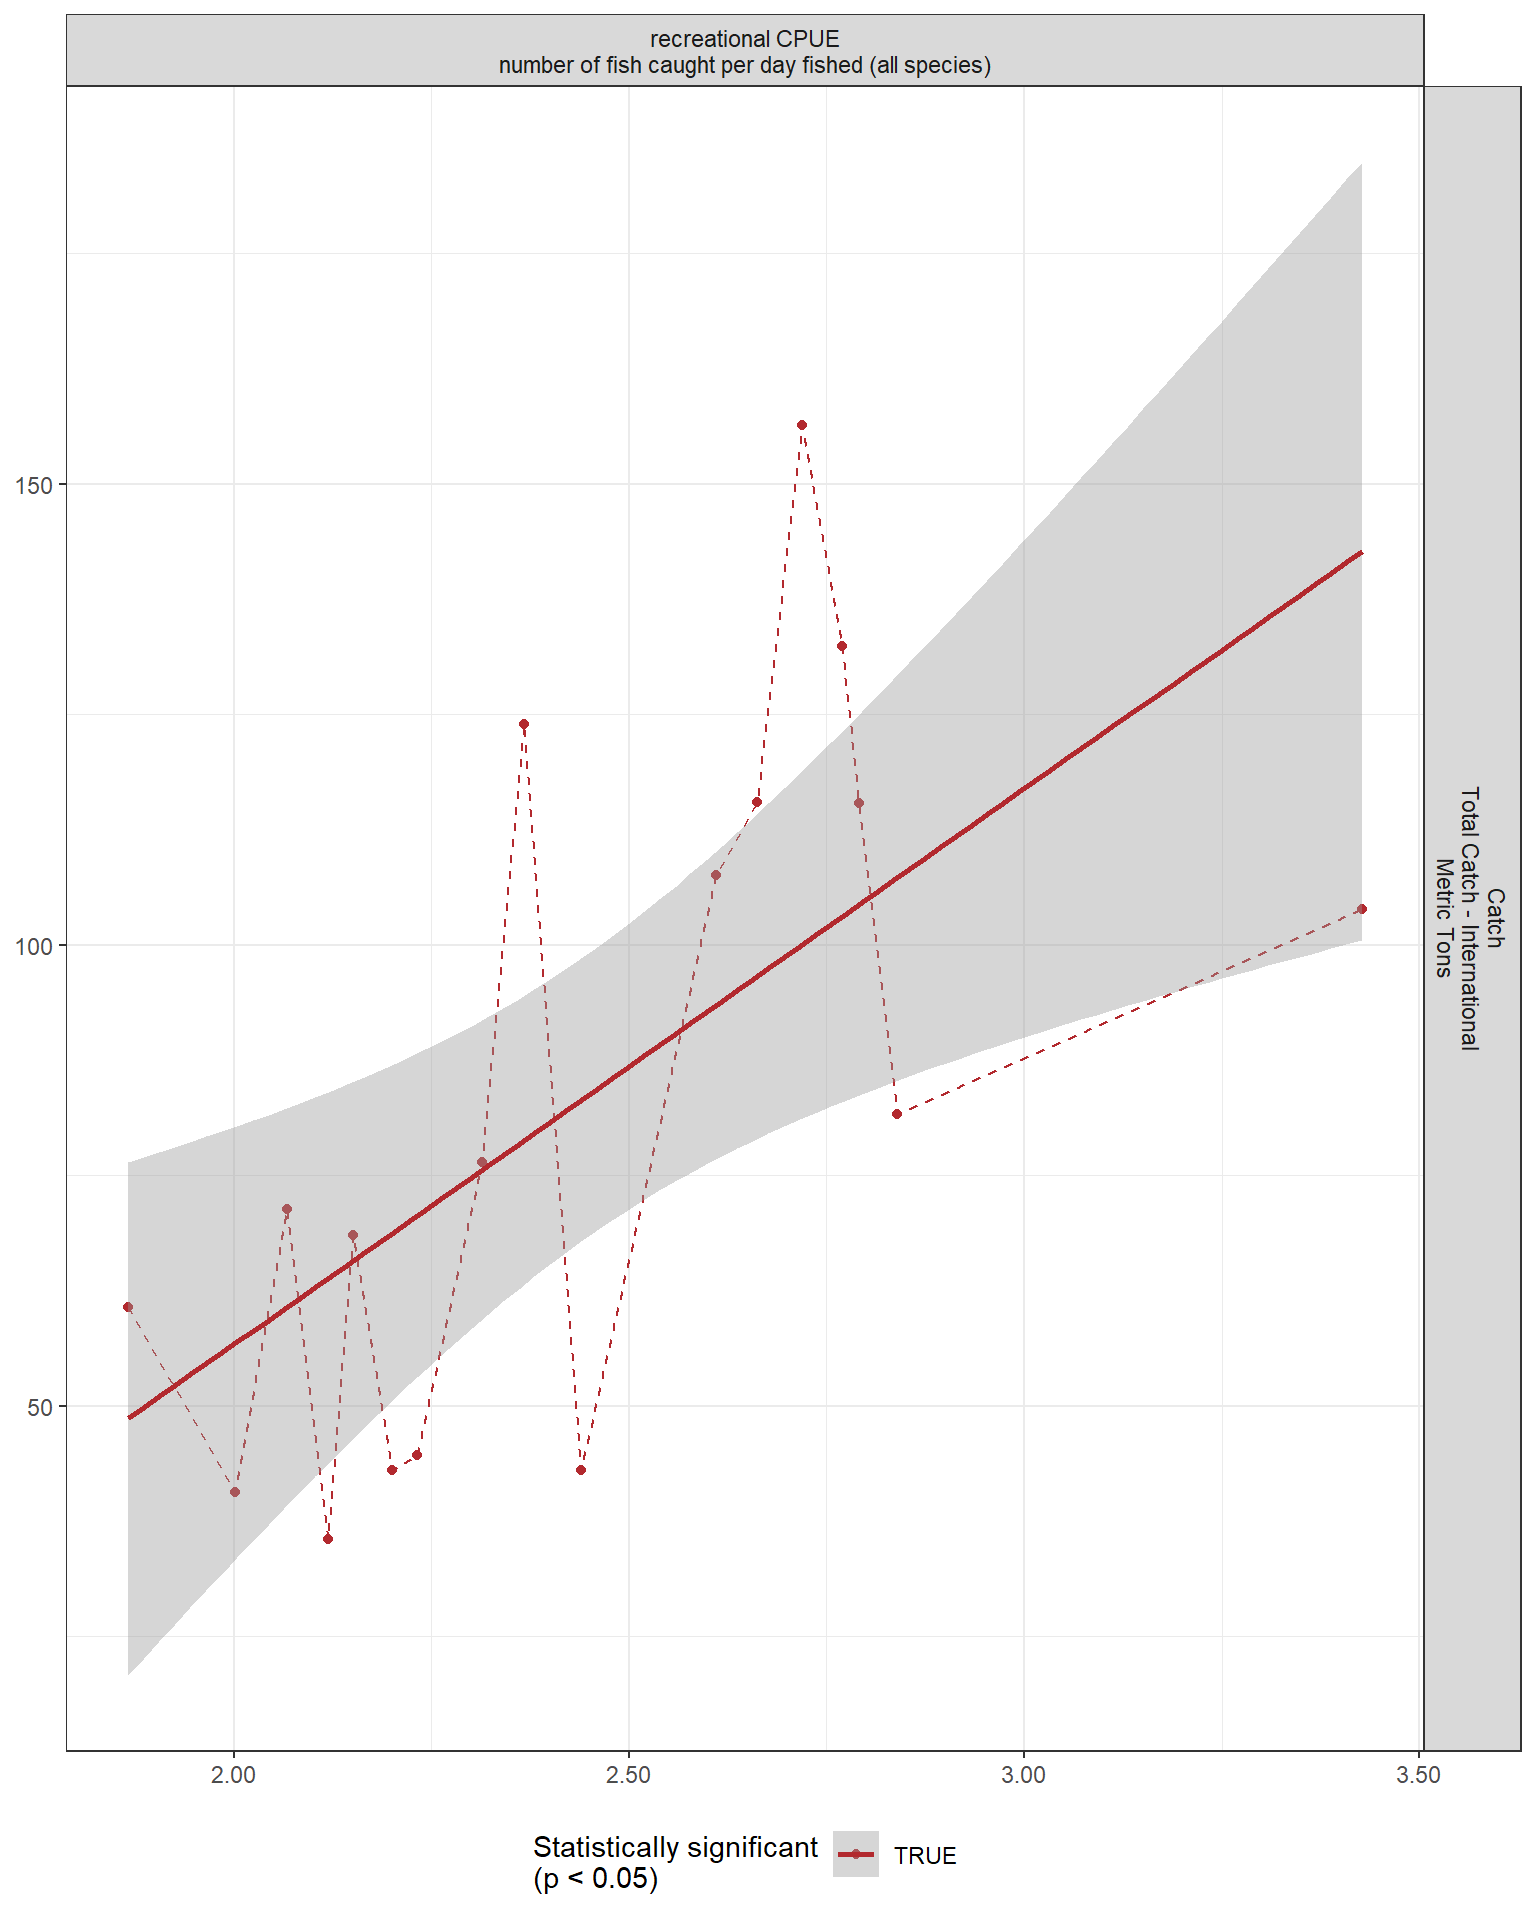 recreational CPUE
number of fish caught per day fished (all species)
150
100
50
Catch
Total Catch - International
Metric Tons
2.00
2.50
3.00
3.50
Statistically significant
(p < 0.05)
TRUE